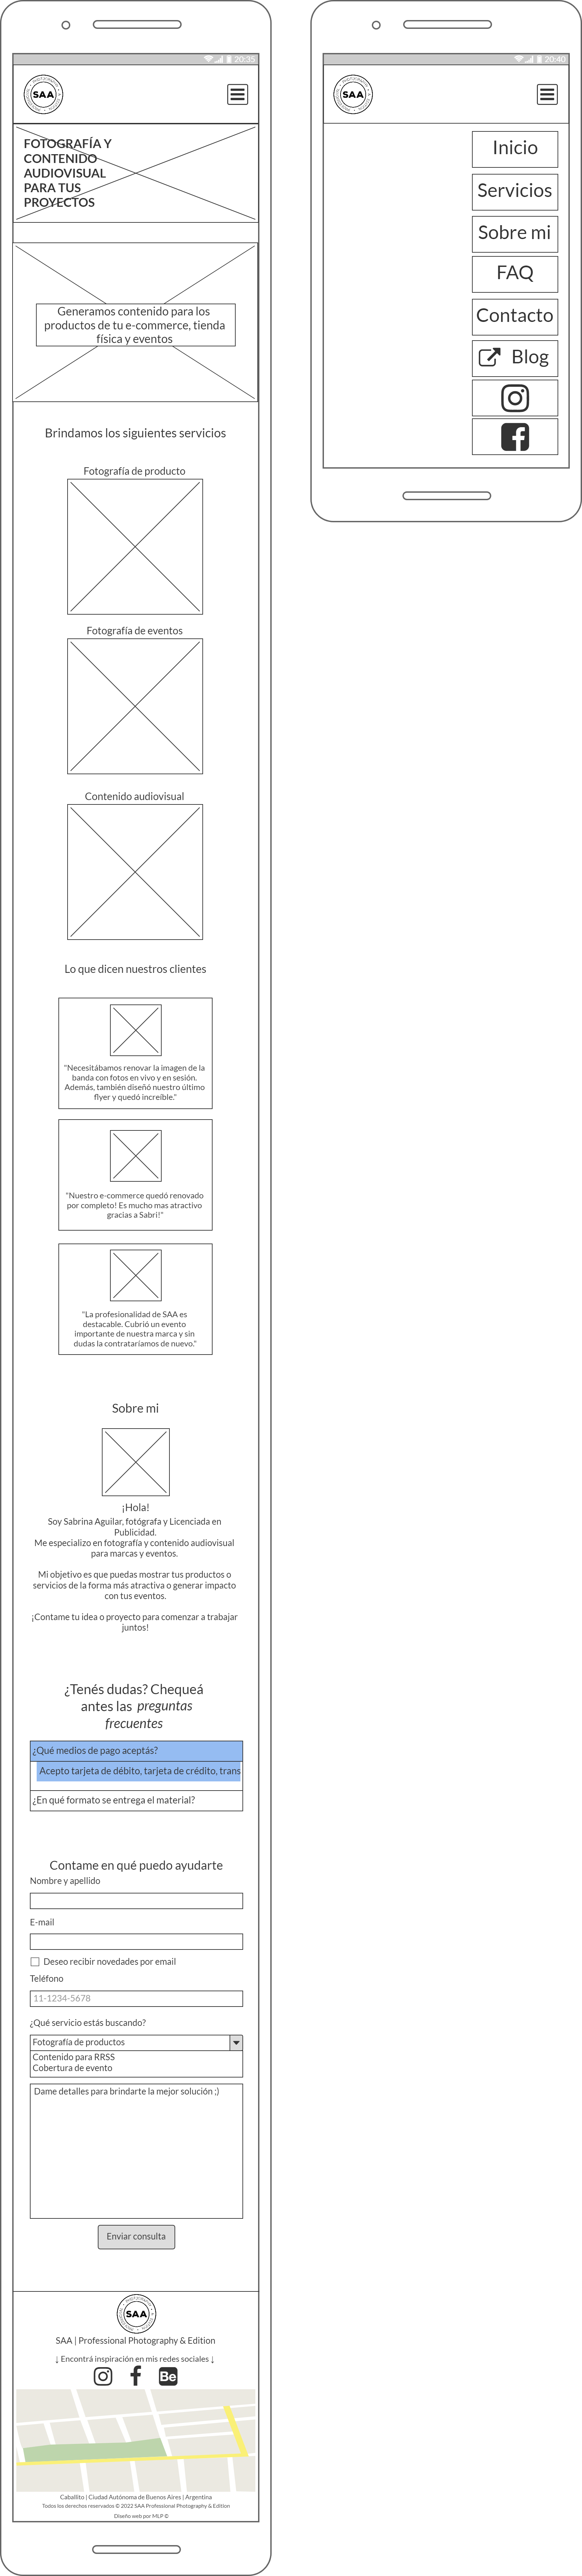 20:35
SAA
FOTOGRAFÍA Y
CONTENIDO
AUDIOVISUAL
PARA TUS
PROYECTOS
Generamos contenido para los
productos de tu e-commerce, tienda
física y eventos
Brindamos los siguientes servicios
Fotografía de producto
Fotografía de eventos
Contenido audiovisual
Lo que dicen nuestros clientes
"Necesitábamos renovar la imagen de la
banda con fotos en vivo y en sesión.
Además, también diseñó nuestro último
flyer y quedó increíble."
"Nuestro e-commerce quedó renovado
por completo! Es mucho mas atractivo
gracias a Sabri!"
"La profesionalidad de SAA es
destacable. Cubrió un evento
importante de nuestra marca y sin
dudas la contrataríamos de nuevo."
Sobre mi
¡Hola!
Soy Sabrina Aguilar, fotógrafa y Licenciada en
Publicidad.
Me especializo en fotografía y contenido audiovisual
para marcas y eventos.
Mi objetivo es que puedas mostrar tus productos o
servicios de la forma más atractiva o generar impacto
con tus eventos.
¡Contame tu idea o proyecto para comenzar a trabajar
juntos!
¿Tenés dudas? Chequeá
antes las preguntas
frecuentes
¿Qué medios de pago aceptás?
Acepto tarjeta de débito, tarjeta de crédito, trans
¿En qué formato se entrega el material?
Contame en qué puedo ayudarte
Nombre y apellido
E-mail
Deseo recibir novedades por email
Teléfono
11-1234-5678
¿Qué servicio estás buscando?
Fotografía de productos
Contenido para RRSS
Cobertura de evento
Dame detalles para brindarte la mejor solución ;)
Enviar consulta
SAA
SAA | Professional Photography & Edition
↓ Encontrá inspiración en mis redes sociales ↓
Bē
Caballito | Ciudad Autónoma de Buenos Aires | Argentina
Todos los derechos reservados © 2022 SAA Professional Photography & Edition
Diseño web por MLP ©
20:40
SAA
Inicio
Servicios
Sobre mi
FAQ
Contacto
Blog